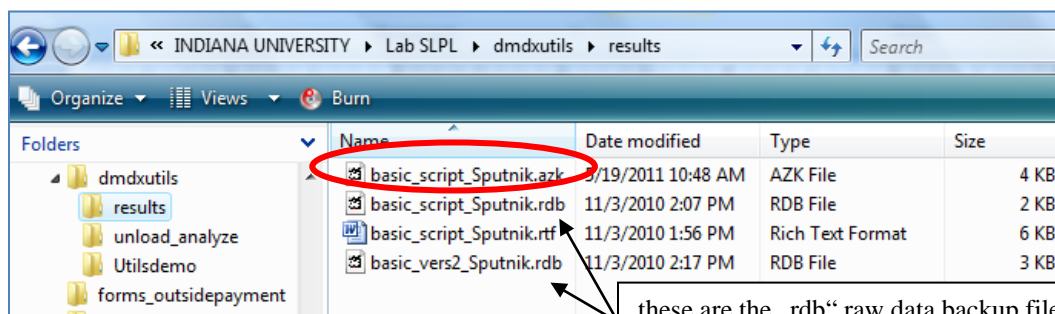 « INDIANA UNIVERSITY ▸ Lab SLPL ▸ dmdxutils ▸ results Search
Organize Views Burn
Folders Name Date modified Type Size
dmdxutils basic_script_Sputnik.azk 5/19/2011 10:48 AM AZK File 4 KB
results basic_script_Sputnik.rdb 11/3/2010 2:07 PM RDB File 2 KB
unload_analyze basic_script_Sputnik.rtf 11/3/2010 1:56 PM Rich Text Format 6 KB
Utilsdemo basic_vers2_Sputnik.rdb 11/3/2010 2:17 PM RDB File 3 KB
forms_outsidepayment
these are the „rdb“ raw data backup file